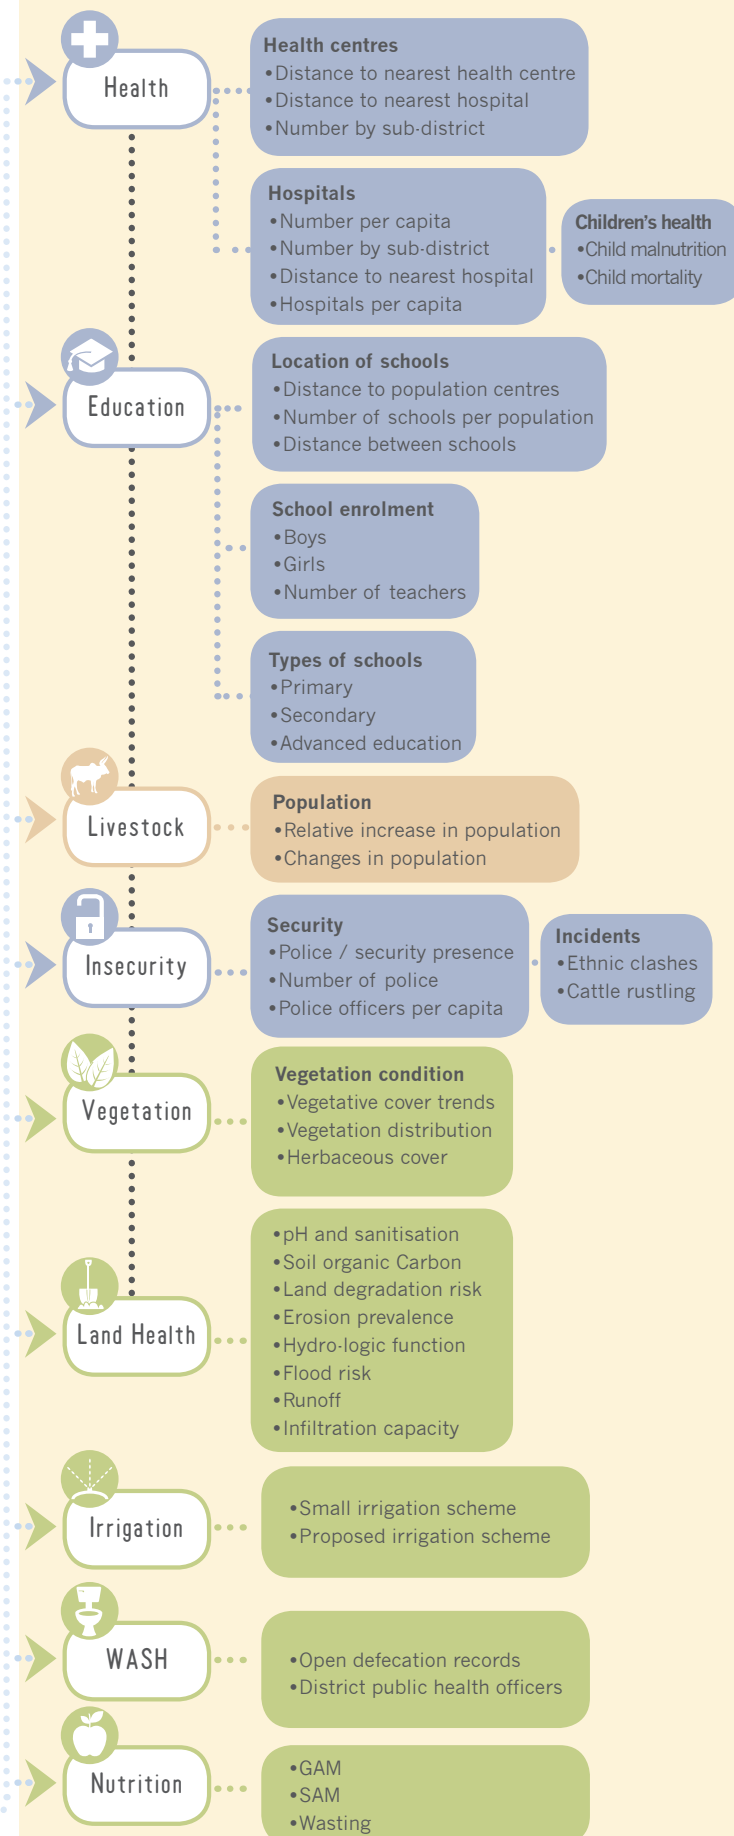 Health
Health centres
•Distance to nearest health centre
•Distance to nearest hospital
•Number by sub-district
Hospitals
•Number per capita
•Number by sub-district
•Distance to nearest hospital
•Hospitals per capita
Children's health
•Child malnutrition
•Child mortality
Education
Location of schools
•Distance to population centres
•Number of schools per population
•Distance between schools
School enrolment
•Boys
•Girls
•Number of teachers
Types of schools
•Primary
•Secondary
•Advanced education
Livestock
Population
•Relative increase in population
•Changes in population
Insecurity
Security
•Police / security presence
•Number of police
•Police officers per capita
Incidents
•Ethnic clashes
•Cattle rustling
Vegetation
Vegetation condition
•Vegetative cover trends
•Vegetation distribution
•Herbaceous cover
Land Health
•pH and sanitisation
•Soil organic Carbon
•Land degradation risk
•Erosion prevalence
•Hydro-logic function
•Flood risk
•Runoff
•Infiltration capacity
Irrigation
•Small irrigation scheme
•Proposed irrigation scheme
WASH
•Open defecation records
•District public health officers
Nutrition
•GAM
•SAM
•Wasting